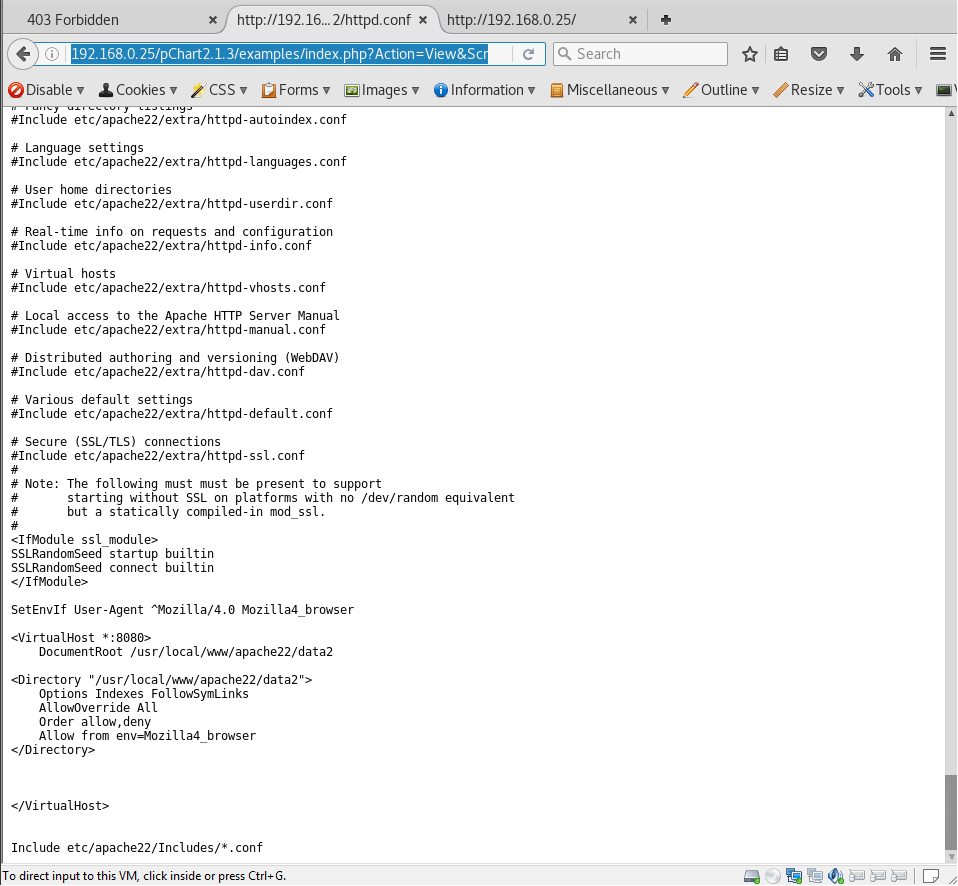 403 Forbidden × http://192.16...2/httpd.conf × http://192.168.0.25/ ×
192.168.0.25/pChart2.1.3/examples/index.php?Action=View&Scr Search
Disable Cookies CSS Forms Images Information Miscellaneous Outline Resize Tools
# Fancy directory listings
#Include etc/apache22/extra/httpd-autoindex.conf
# Language settings
#Include etc/apache22/extra/httpd-languages.conf
# User home directories
#Include etc/apache22/extra/httpd-userdir.conf
# Real-time info on requests and configuration
#Include etc/apache22/extra/httpd-info.conf
# Virtual hosts
#Include etc/apache22/extra/httpd-vhosts.conf
# Local access to the Apache HTTP Server Manual
#Include etc/apache22/extra/httpd-manual.conf
# Distributed authoring and versioning (WebDAV)
#Include etc/apache22/extra/httpd-dav.conf
# Various default settings
#Include etc/apache22/extra/httpd-default.conf
# Secure (SSL/TLS) connections
#Include etc/apache22/extra/httpd-ssl.conf
#
# Note: The following must must be present to support
#       starting without SSL on platforms with no /dev/random equivalent
#       but a statically compiled-in mod_ssl.
#
<IfModule ssl_module>
SSLRandomSeed startup builtin
SSLRandomSeed connect builtin
</IfModule>
SetEnvIf User-Agent ^Mozilla/4.0 Mozilla4_browser
<VirtualHost *:8080>
    DocumentRoot /usr/local/www/apache22/data2
<Directory "/usr/local/www/apache22/data2">
    Options Indexes FollowSymLinks
    AllowOverride All
    Order allow,deny
    Allow from env=Mozilla4_browser
</Directory>
</VirtualHost>
Include etc/apache22/Includes/*.conf
To direct input to this VM, click inside or press Ctrl+G.